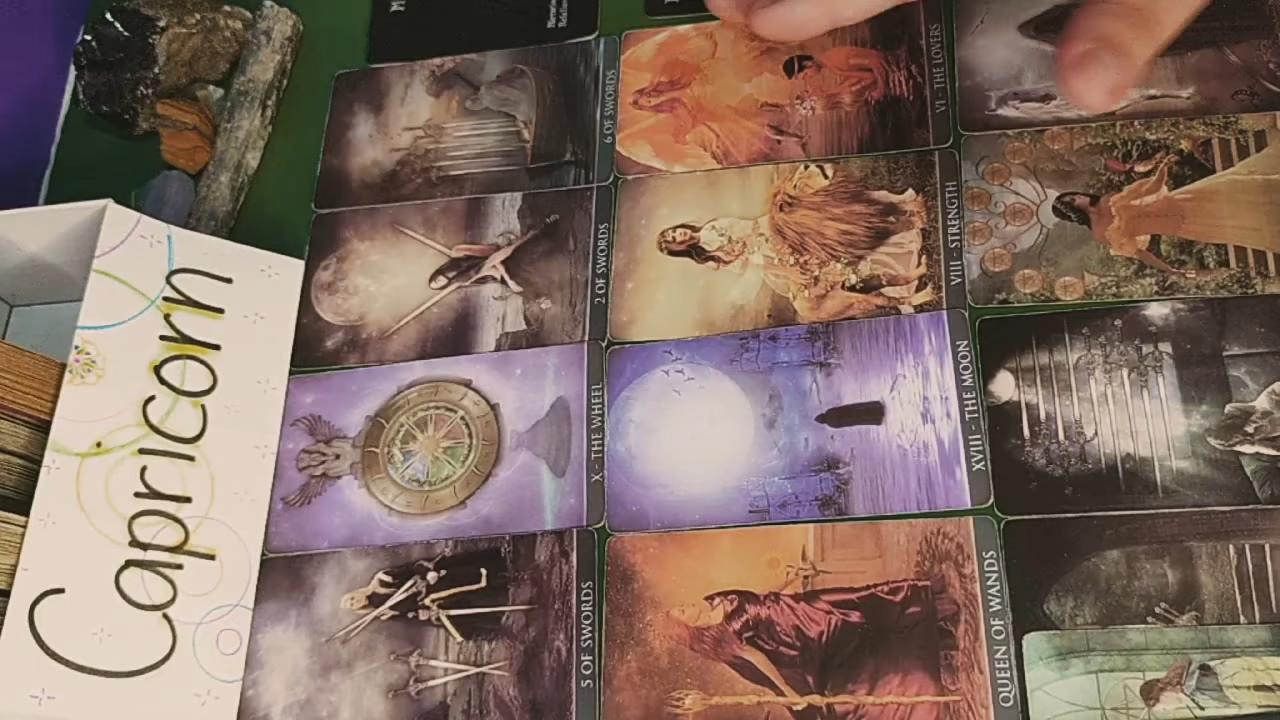 Capricorn
6 OF SWORDS
VI - THE LOVERS
2 OF SWORDS
VIII - STRENGTH
X - THE WHEEL
XVIII - THE MOON
5 OF SWORDS
QUEEN OF WANDS